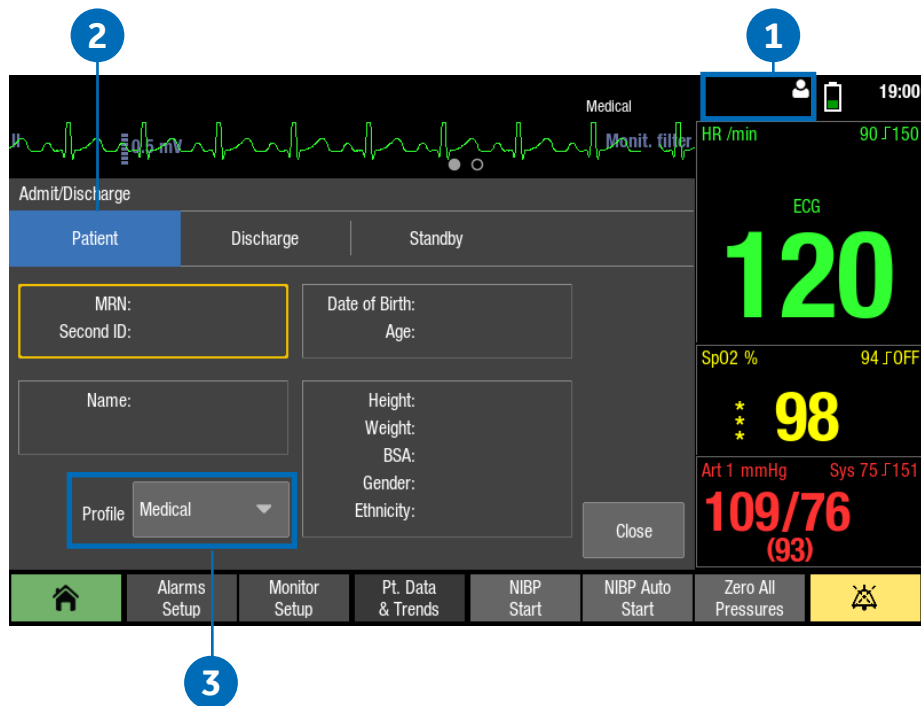 2
1
19:00
Medical
II
0.5 mV
Monit. filter
HR /min 90 150
ECG
120
Admit/Discharge
Patient Discharge Standby
MRN:
Second ID:
Date of Birth:
Age:
SpO2 % 94 OFF
* * *
98
Name:
Height:
Weight:
BSA:
Gender:
Ethnicity:
Profile Medical
Close
Art 1 mmHg Sys 75 151
109/76
(93)
Alarms
Setup
Monitor
Setup
Pt. Data
& Trends
NIBP
Start
NIBP Auto
Start
Zero All
Pressures
3